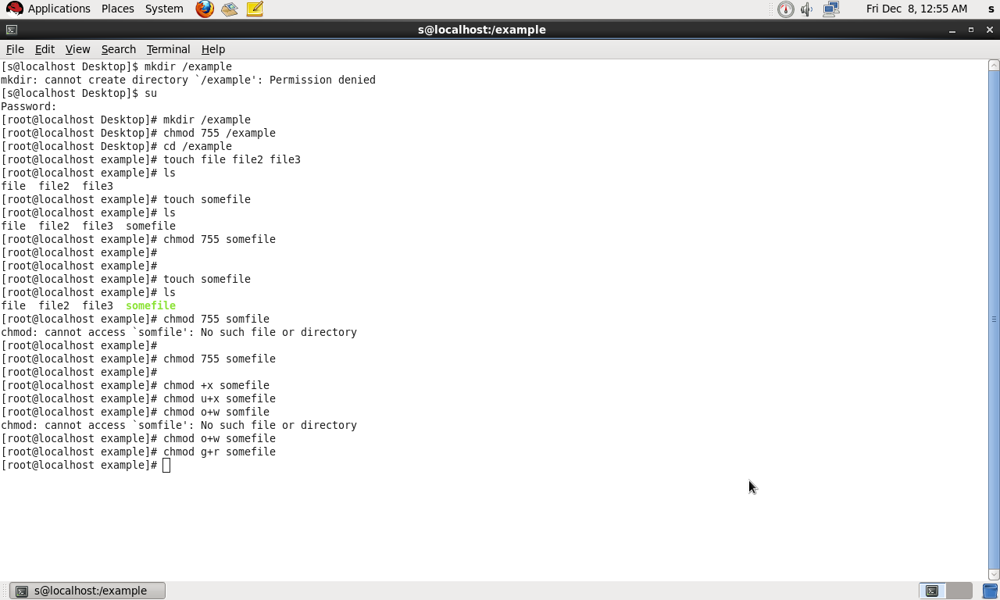 Applications Places System Fri Dec 8, 12:55 AM s
s@localhost:/example
File Edit View Search Terminal Help
[s@localhost Desktop]$ mkdir /example
mkdir: cannot create directory `/example': Permission denied
[s@localhost Desktop]$ su
Password:
[root@localhost Desktop]# mkdir /example
[root@localhost Desktop]# chmod 755 /example
[root@localhost Desktop]# cd /example
[root@localhost example]# touch file file2 file3
[root@localhost example]# ls
file  file2  file3
[root@localhost example]# touch somefile
[root@localhost example]# ls
file  file2  file3  somefile
[root@localhost example]# chmod 755 somefile
[root@localhost example]#
[root@localhost example]#
[root@localhost example]# touch somefile
[root@localhost example]# ls
file  file2  file3  somefile
[root@localhost example]# chmod 755 somfile
chmod: cannot access `somfile': No such file or directory
[root@localhost example]#
[root@localhost example]# chmod 755 somefile
[root@localhost example]#
[root@localhost example]# chmod +x somefile
[root@localhost example]# chmod u+x somefile
[root@localhost example]# chmod o+w somfile
chmod: cannot access `somfile': No such file or directory
[root@localhost example]# chmod o+w somefile
[root@localhost example]# chmod g+r somefile
[root@localhost example]#
s@localhost:/example